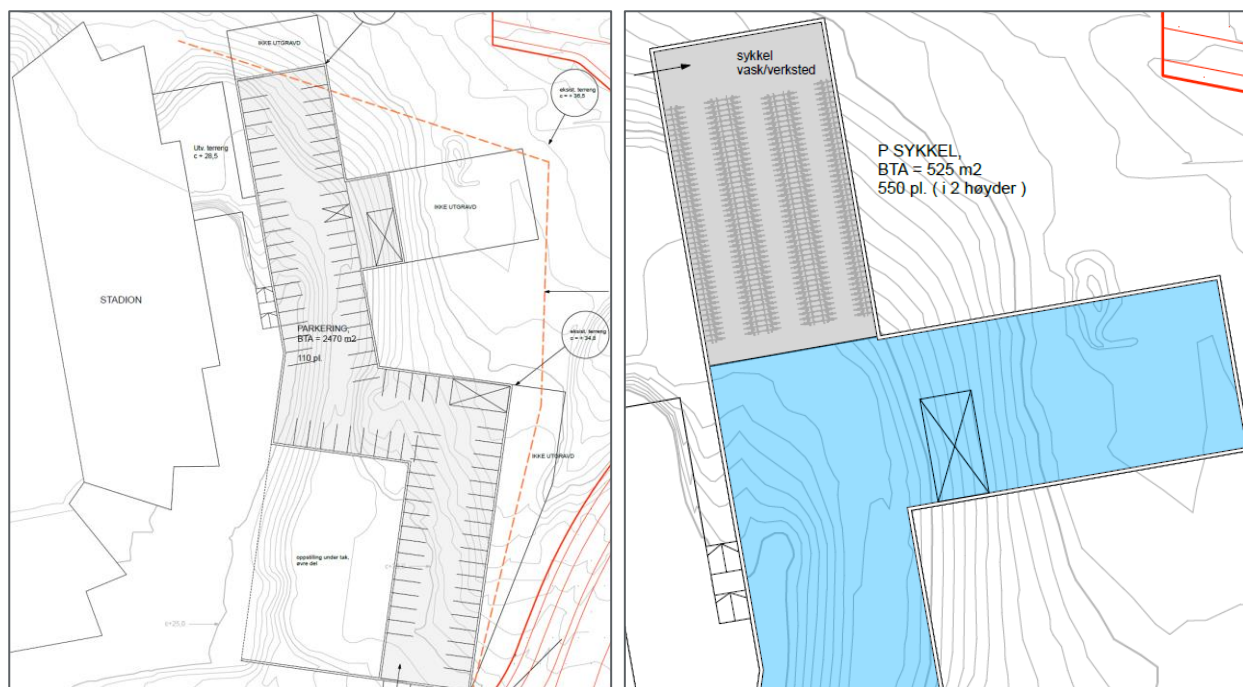 IKKE UTGRAVD
eksist. terreng
c = + 36,5
Utv. terreng
c = 28,5
IKKE UTGRAVD
STADION
PARKERING,
BTA = 2470 m2
110 pl.
eksist. terreng
c = + 34,8
IKKE UTGRAVD
oppstilling under tak,
øvre del
c=25,0
sykkel
vask/verksted
P SYKKEL,
BTA = 525 m2
550 pl. ( i 2 høyder )